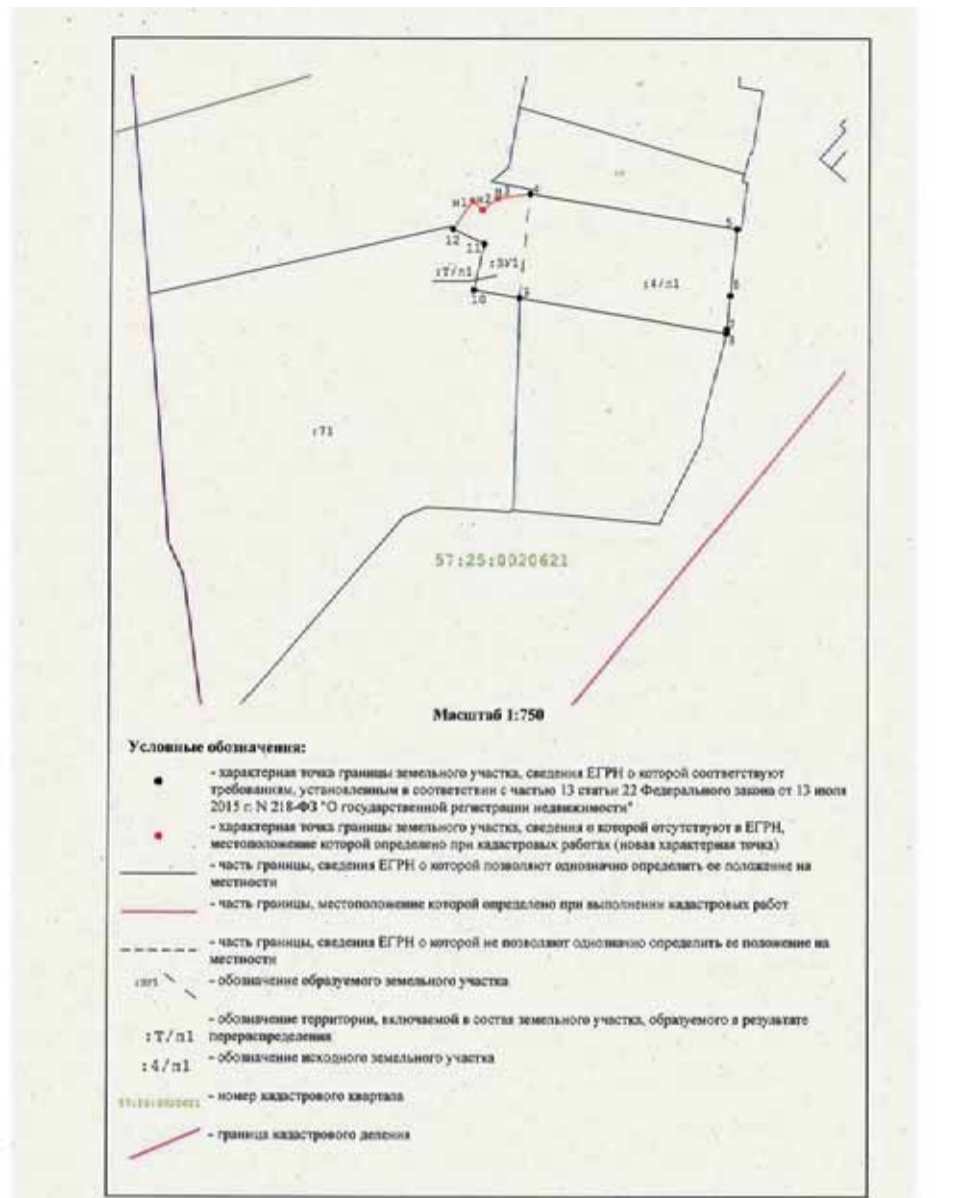 н1
н2
н3
4
5
12
11
:ЗУ1
:Т/п1
:4/п1
6
10
9
7
8
:71
57:25:0020621
Масштаб 1:750
Условные обозначения:
- характерная точка границы земельного участка, сведения ЕГРН о которой соответствуют
требованиям, установленным в соответствии с частью 13 статьи 22 Федерального закона от 13 июля
2015 г. N 218-ФЗ "О государственной регистрации недвижимости"
- характерная точка границы земельного участка, сведения о которой отсутствуют в ЕГРН,
местоположение которой определено при кадастровых работах (новая характерная точка)
- часть границы, сведения ЕГРН о которой позволяют однозначно определить ее положение на
местности
- часть границы, местоположение которой определено при выполнении кадастровых работ
- часть границы, сведения ЕГРН о которой не позволяют однозначно определить ее положение на
местности
:ЗУ1 - обозначение образуемого земельного участка
- обозначение территории, включаемой в состав земельного участка, образуемого в результате
:Т/п1 перераспределения
:4/п1 - обозначение исходного земельного участка
57:25:0020621 - номер кадастрового квартала
- граница кадастрового деления